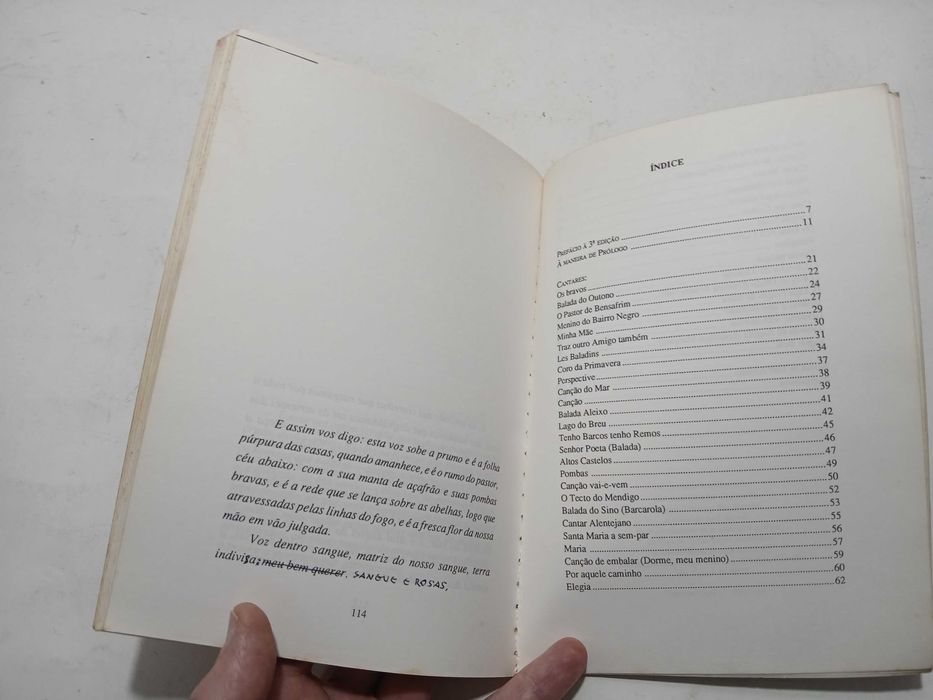 E assim vos digo: esta voz sobe a prumo e é a folha
púrpura das casas, quando amanhece, e é o rumo do pastor,
céu abaixo: com a sua manta de açafrão e suas pombas
bravas, e é a rede que se lança sobre as abelhas, logo que
atravessadas pelas linhas do fogo, e é a fresca flor da nossa
mão em vão julgada.
Voz dentro sangue, matriz do nosso sangue, terra
indivisa; meu bem querer. SANGUE E ROSAS,
114
ÍNDICE
PREFÁCIO À 3ª EDIÇÃO ........ 7
À MANEIRA DE PRÓLOGO ........ 11
CANTARES:
Os bravos ........ 21
Balada do Outono ........ 22
O Pastor de Bensafrim ........ 24
Menino do Bairro Negro ........ 27
Minha Mãe ........ 29
Traz outro Amigo também ........ 30
Les Baladins ........ 31
Coro da Primavera ........ 34
Perspective ........ 37
Canção do Mar ........ 38
Canção ........ 39
Balada Aleixo ........ 41
Lago do Breu ........ 42
Tenho Barcos tenho Remos ........ 45
Senhor Poeta (Balada) ........ 46
Altos Castelos ........ 47
Pombas ........ 49
Canção vai-e-vem ........ 50
O Tecto do Mendigo ........ 52
Balada do Sino (Barcarola) ........ 53
Cantar Alentejano ........ 55
Santa Maria a sem-par ........ 56
Maria ........ 57
Canção de embalar (Dorme, meu menino) ........ 59
Por aquele caminho ........ 60
Elegia ........ 62